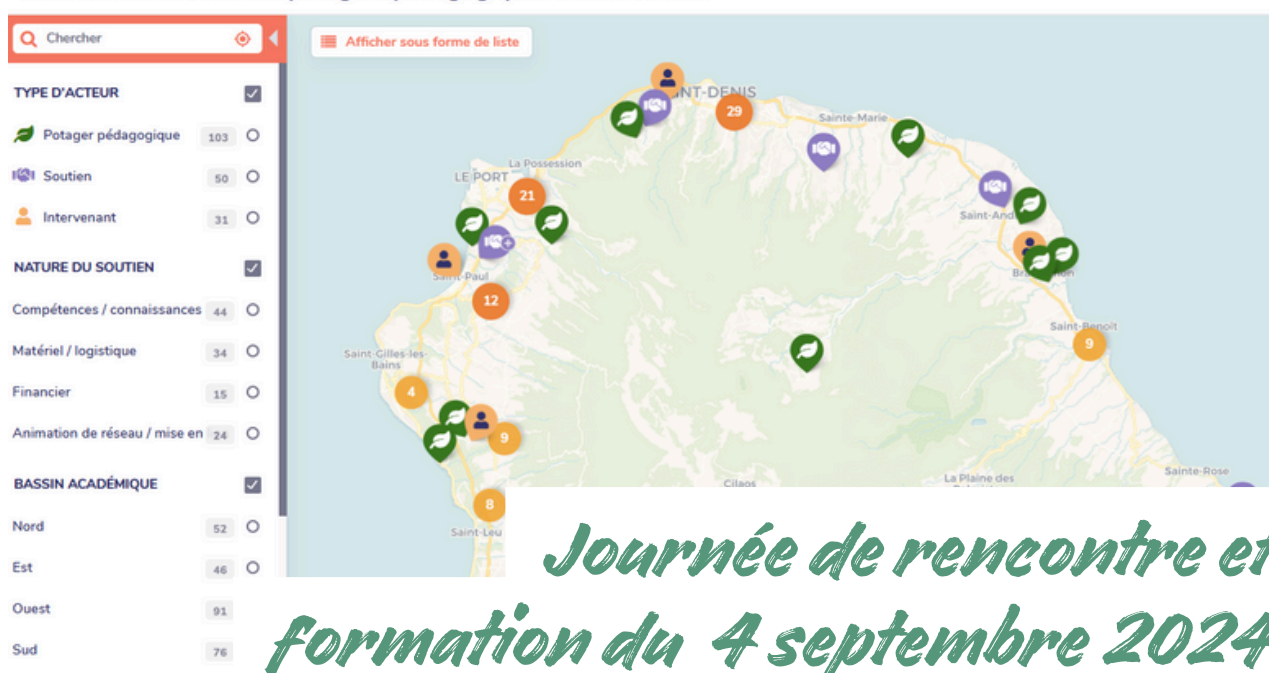 Chercher
Afficher sous forme de liste
TYPE D'ACTEUR
Potager pédagogique 103
Soutien 50
Intervenant 31
NATURE DU SOUTIEN
Compétences / connaissances 44
Matériel / logistique 34
Financier 15
Animation de réseau / mise en 24
BASSIN ACADÉMIQUE
Nord 52
Est 46
Ouest 91
Sud 76
NT-DENIS
29
Sainte-Marie
La Possession
LE PORT
21
Saint-And
Saint-Paul
12
Saint-Benoit
9
Saint-Gilles-les-
Bains
4
9
Cilaos
La Plaine des
Sainte-Rose
8
Saint-Leu
Journée de rencontre et
formation du 4 septembre 2024